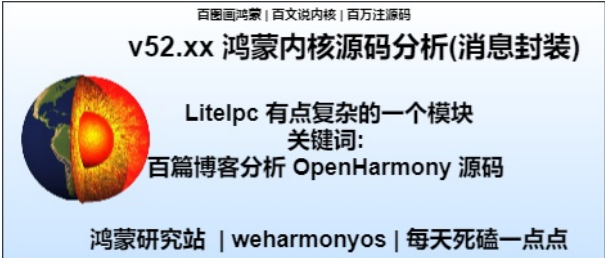 百图画鸿蒙 | 百文说内核 | 百万注源码
v52.xx 鸿蒙内核源码分析(消息封装)
LiteIpc 有点复杂的一个模块
关键词:
百篇博客分析 OpenHarmony 源码
鸿蒙研究站 | weharmonyos | 每天死磕一点点